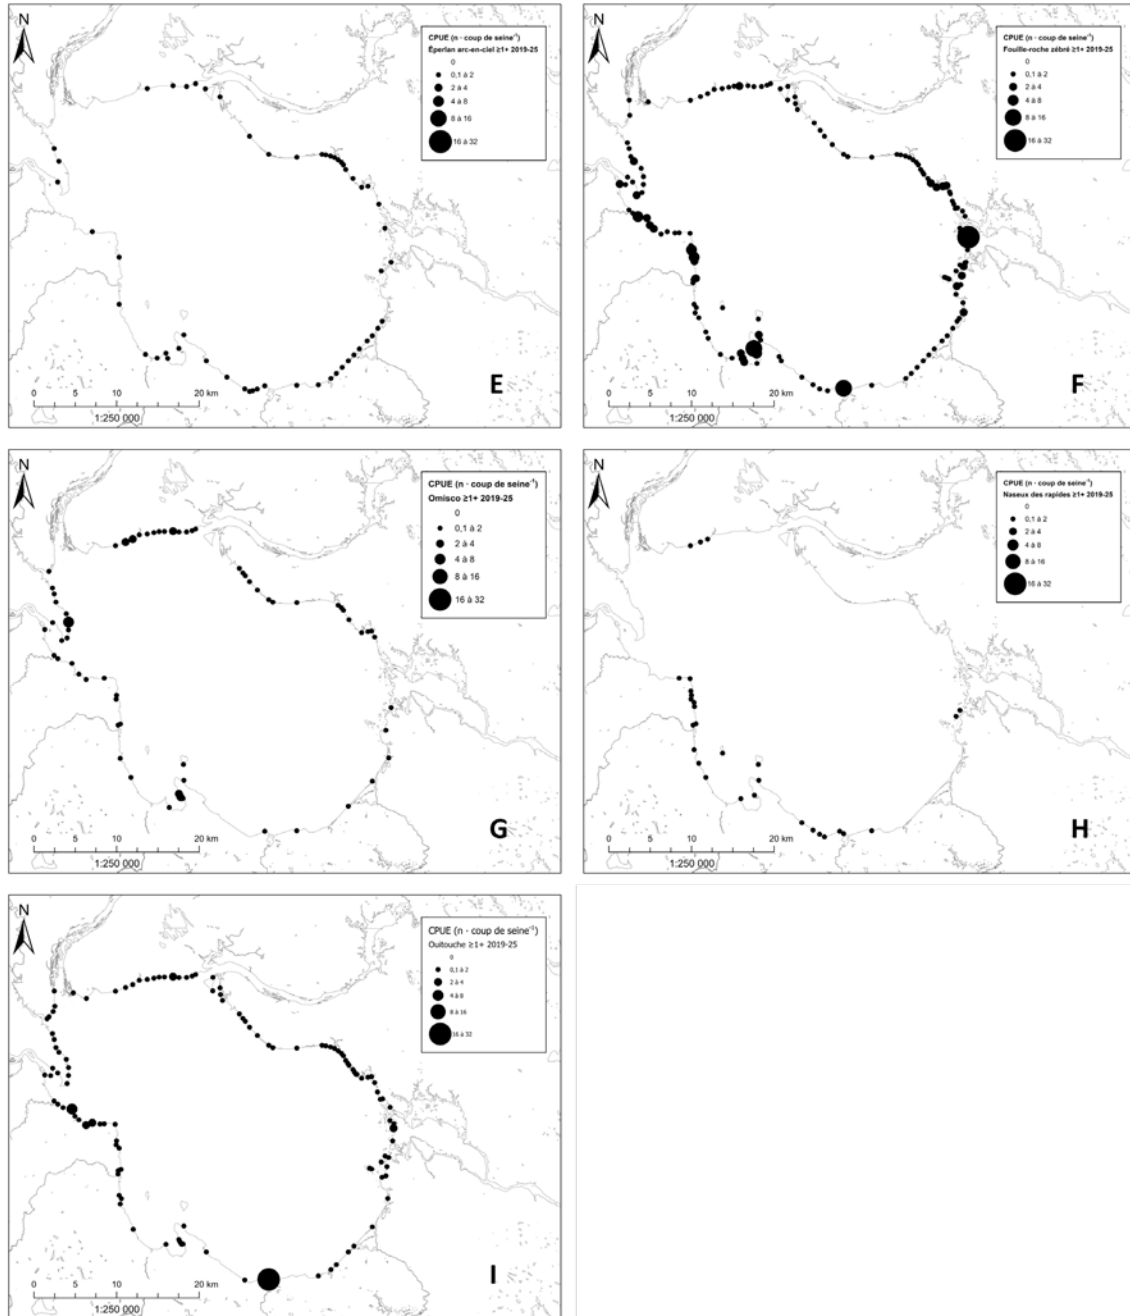 N
CPUE (n · coup de seine⁻¹)
Éperlan arc-en-ciel ≥1+ 2019-25
0
0,1 à 2
2 à 4
4 à 8
8 à 16
16 à 32
0 5 10 20 km
1:250 000
E
N
CPUE (n · coup de seine⁻¹)
Fouille-roche zébré ≥1+ 2019-25
0
0,1 à 2
2 à 4
4 à 8
8 à 16
16 à 32
0 5 10 20 km
1:250 000
F
N
CPUE (n · coup de seine⁻¹)
Omisco ≥1+ 2019-25
0
0,1 à 2
2 à 4
4 à 8
8 à 16
16 à 32
0 5 10 20 km
1:250 000
G
N
CPUE (n · coup de seine⁻¹)
Naseux des rapides ≥1+ 2019-25
0
0,1 à 2
2 à 4
4 à 8
8 à 16
16 à 32
0 5 10 20 km
1:250 000
H
N
CPUE (n · coup de seine⁻¹)
Ouitouche ≥1+ 2019-25
0
0,1 à 2
2 à 4
4 à 8
8 à 16
16 à 32
0 5 10 20 km
1:250 000
I